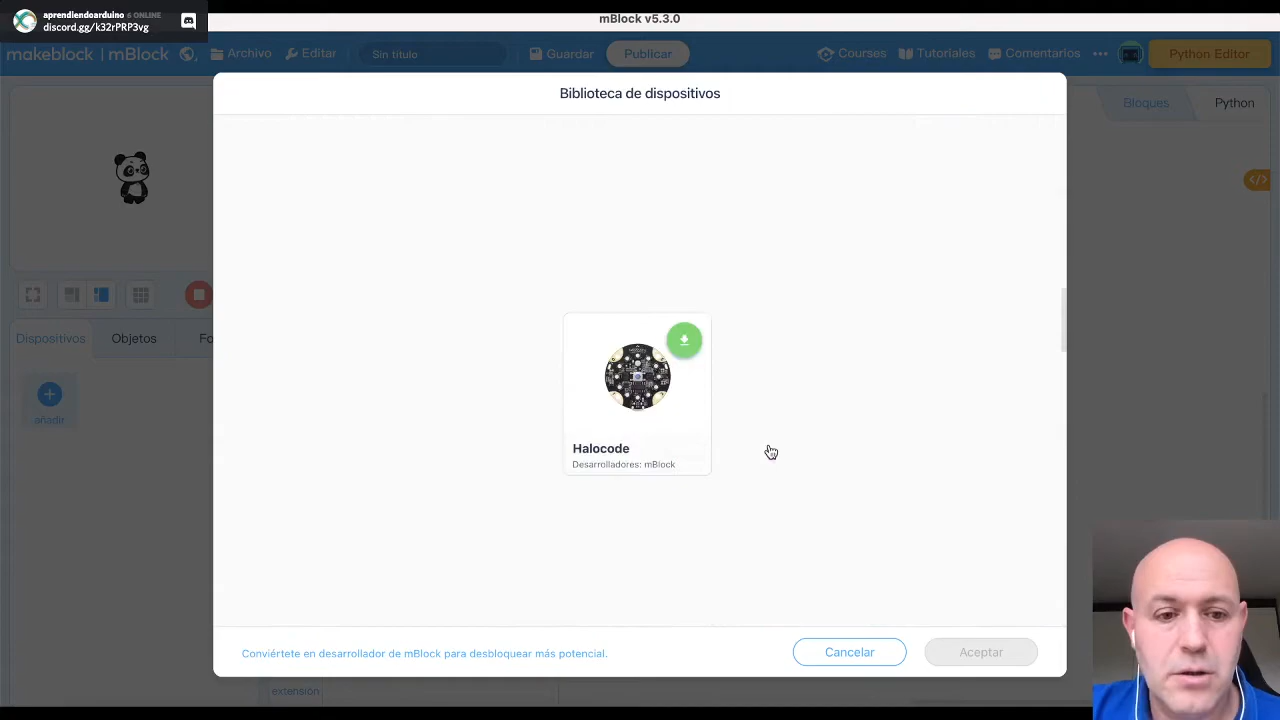 aprendiendoarduino 6 ONLINE
discord.gg/k32rPRP3vg
mBlock v5.3.0
makeblock | mBlock
Archivo
Editar
Sin título
Guardar
Publicar
Courses
Tutoriales
Comentarios
Python Editor
Biblioteca de dispositivos
Bloques
Python
Dispositivos
Objetos
Fo
añadir
Halocode
Desarrolladores: mBlock
Conviértete en desarrollador de mBlock para desbloquear más potencial.
Cancelar
Aceptar
extensión